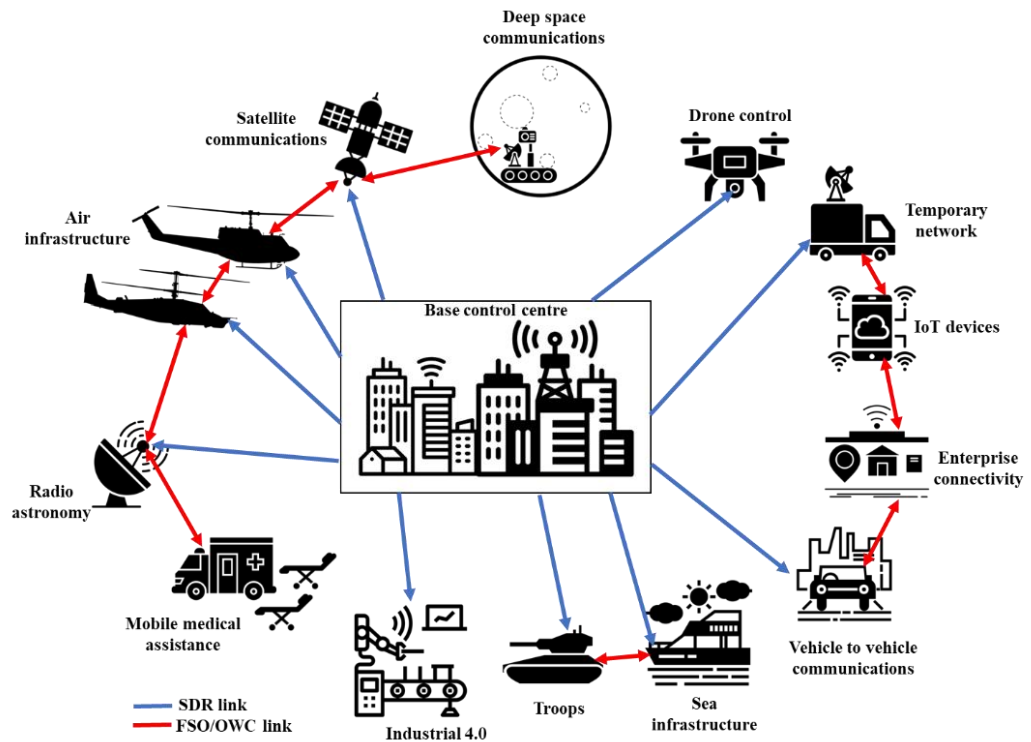 Deep space
communications
Satellite
communications
Drone control
Air
infrastructure
Temporary
network
Base control centre
IoT devices
Enterprise
connectivity
Radio
astronomy
Mobile medical
assistance
Vehicle to vehicle
communications
Troops
Sea
infrastructure
Industrial 4.0
SDR link
FSO/OWC link